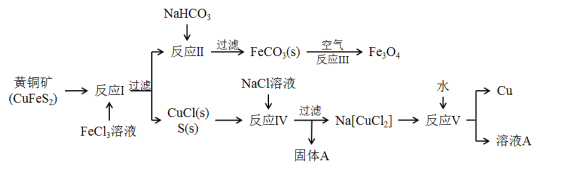 NaHCO₃
反应II 过滤 FeCO₃(s) 空气 反应III Fe₃O₄
黄铜矿
(CuFeS₂)
反应I 过滤
FeCl₃溶液
NaCl溶液
CuCl(s)
S(s)
反应IV 过滤 Na[CuCl₂]
固体A
水
反应V
Cu
溶液A